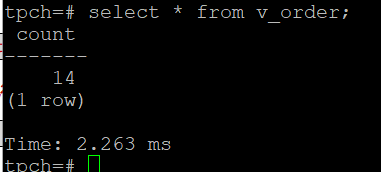 tpch=# select * from v_order;
count
-------
14
(1 row)
Time: 2.263 ms
tpch=#